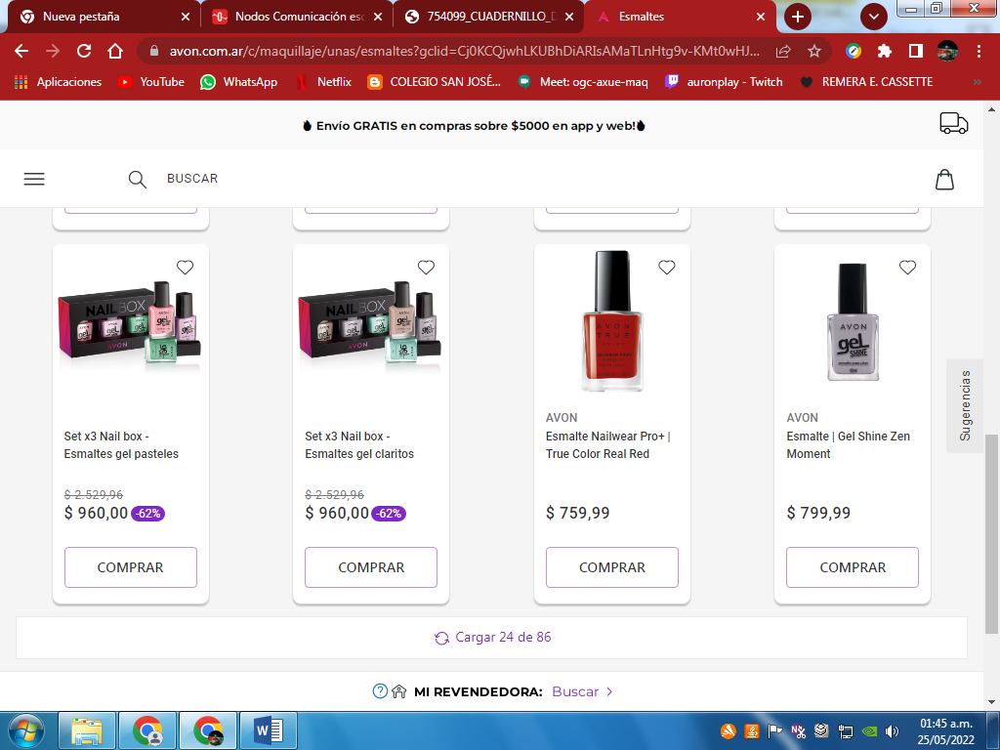 Nueva pestaña
Nodos Comunicación esc
754099_CUADERNILLO_D
Esmaltes
avon.com.ar/c/maquillaje/unas/esmaltes?gclid=Cj0KCQjwhLKUBhDiARIsAMaTLnHtg9v-KMt0wHJ...
Aplicaciones
YouTube
WhatsApp
Netflix
COLEGIO SAN JOSÉ...
Meet: ogc-axue-maq
auronplay - Twitch
REMERA E. CASSETTE
»
Envío GRATIS en compras sobre $5000 en app y web!
BUSCAR
NAILBOX
AVON
gel
Set x3 Nail box -
Esmaltes gel pasteles
$ 2.529,96
$ 960,00 -62%
COMPRAR
NAILBOX
AVON
gel
Set x3 Nail box -
Esmaltes gel claritos
$ 2.529,96
$ 960,00 -62%
COMPRAR
AVON
TRUE
AVON
Esmalte Nailwear Pro+ |
True Color Real Red
$ 759,99
COMPRAR
AVON
gel
SHINE
AVON
Esmalte | Gel Shine Zen
Moment
$ 799,99
COMPRAR
Sugerencias
Cargar 24 de 86
MI REVENDEDORA: Buscar >
01:45 a.m.
25/05/2022